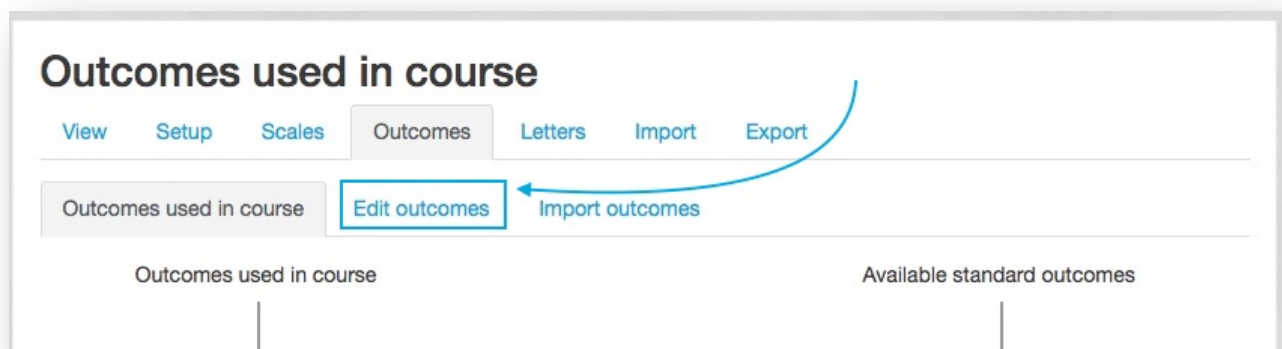 Outcomes used in course
View Setup Scales Outcomes Letters Import Export
Outcomes used in course Edit outcomes Import outcomes
Outcomes used in course Available standard outcomes